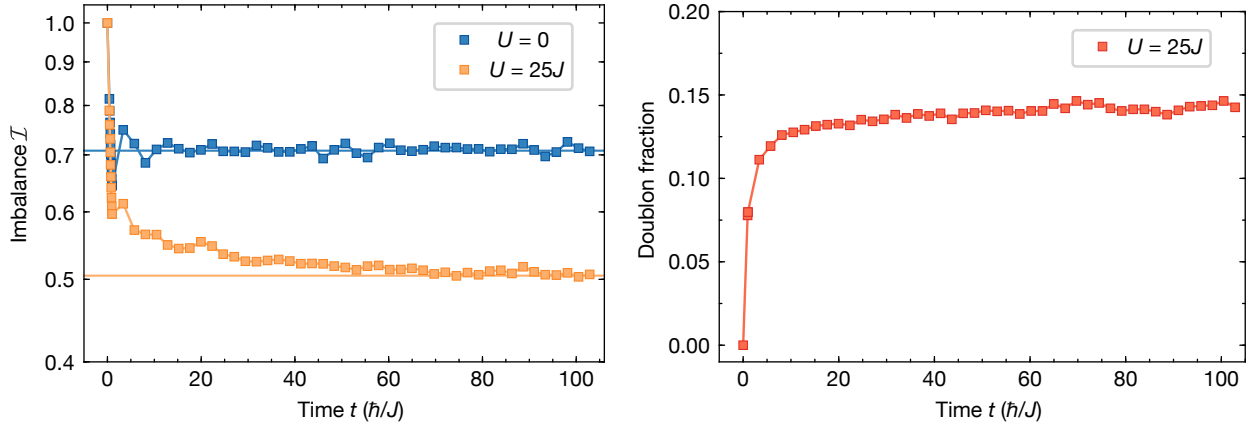 1.0
0.9
0.8
0.7
0.6
0.5
0.4
Imbalance ℐ
U = 0
U = 25J
0 20 40 60 80 100
Time t (ħ/J)
0.20
0.15
0.10
0.05
0.00
Doublon fraction
U = 25J
0 20 40 60 80 100
Time t (ħ/J)